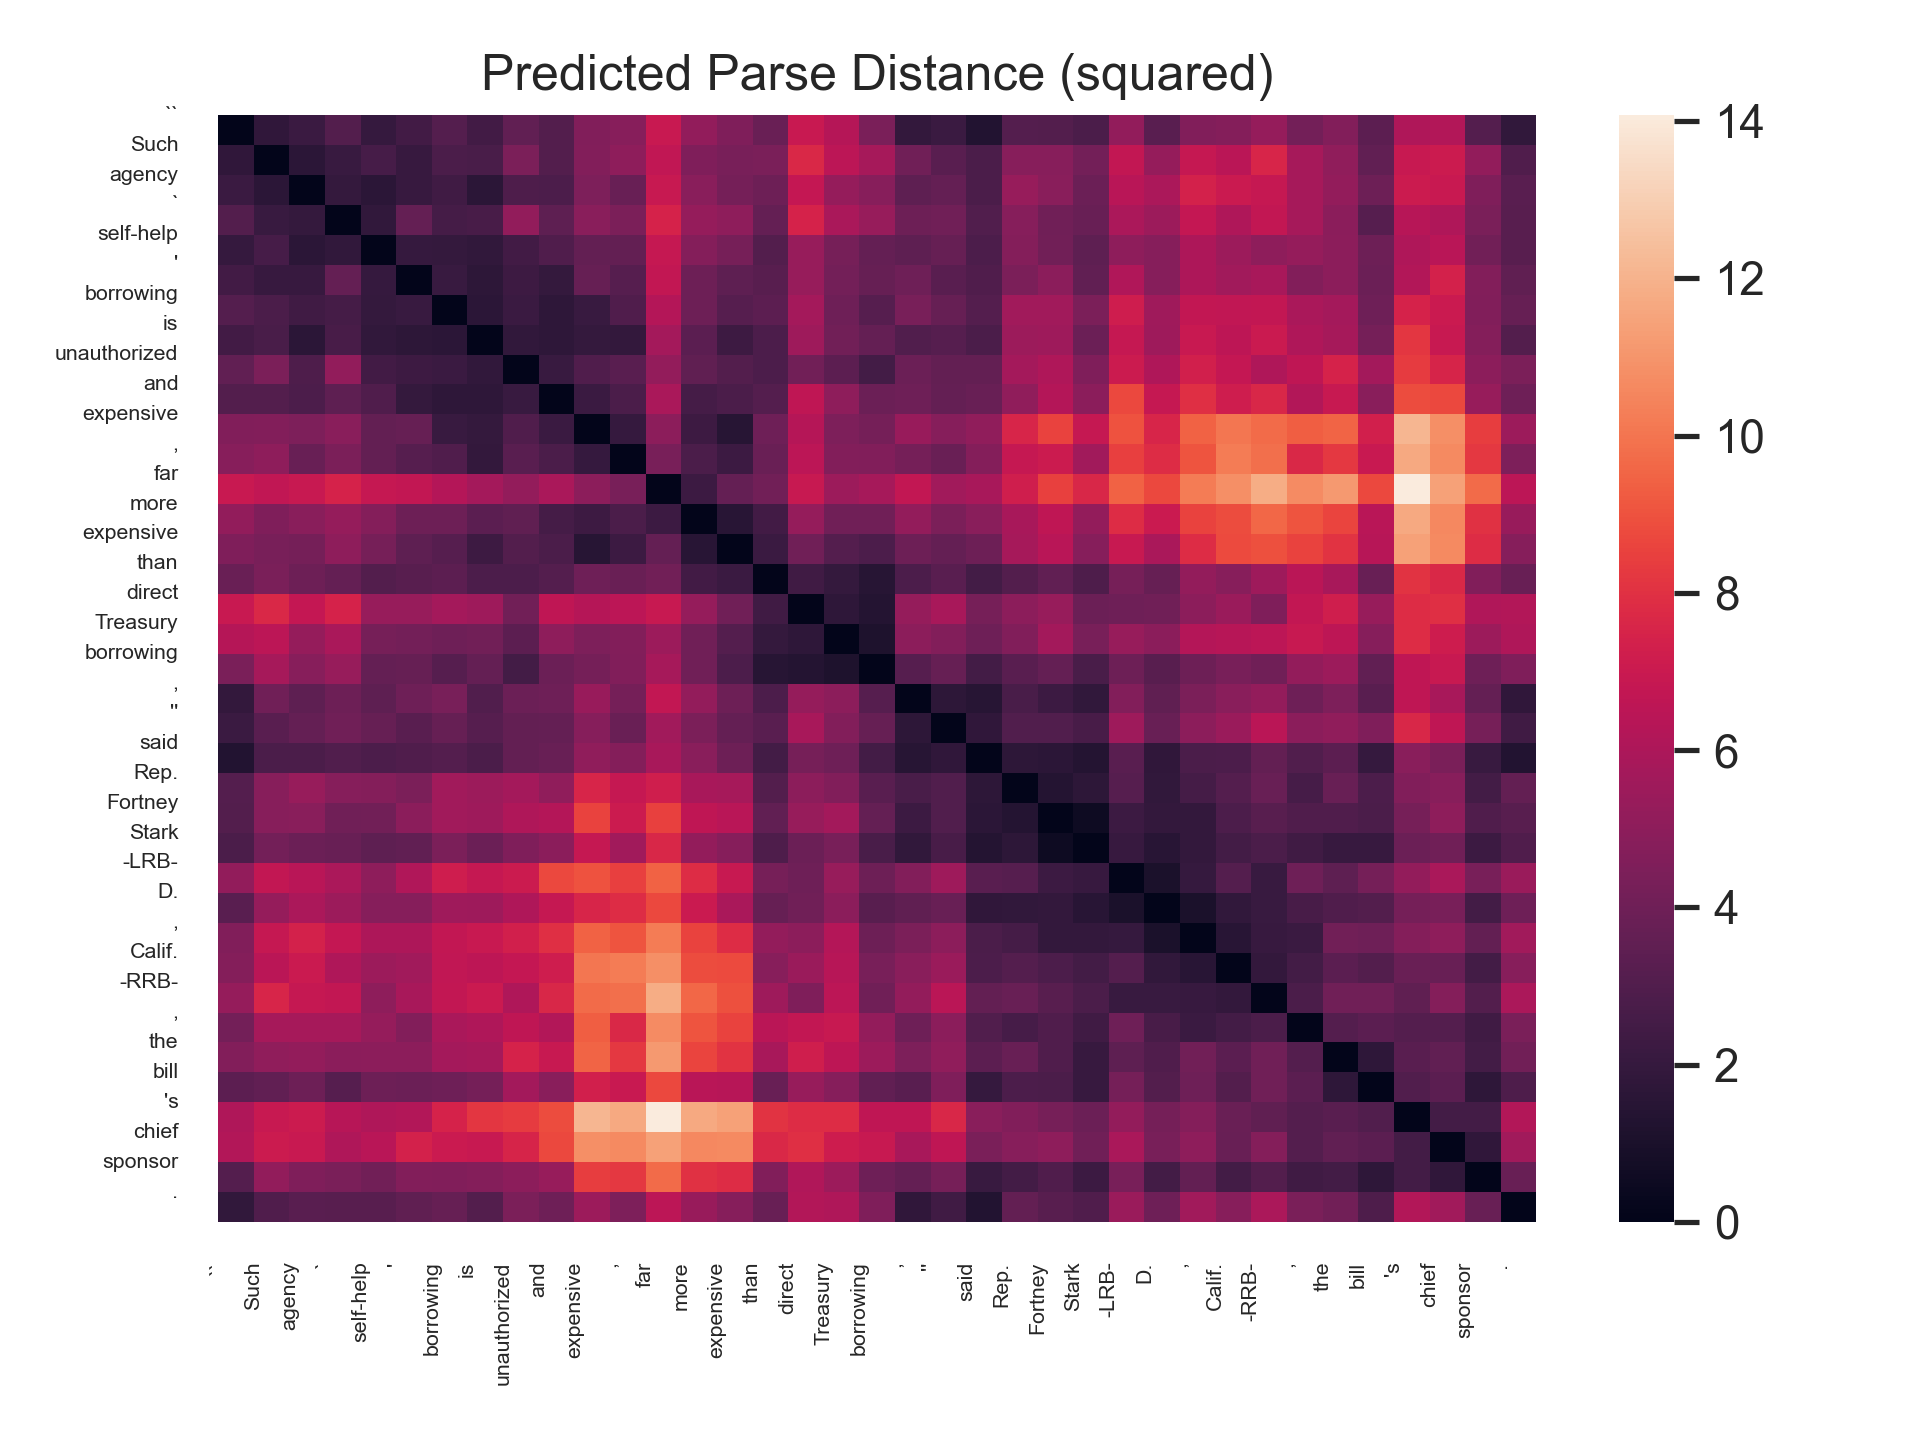 Predicted Parse Distance (squared)
``
Such
agency
`
self-help
'
borrowing
is
unauthorized
and
expensive
,
far
more
expensive
than
direct
Treasury
borrowing
,
"
said
Rep.
Fortney
Stark
-LRB-
D.
,
Calif.
-RRB-
,
the
bill
's
chief
sponsor
.
14
12
10
8
6
4
2
0
``
Such
agency
`
self-help
'
borrowing
is
unauthorized
and
expensive
,
far
more
expensive
than
direct
Treasury
borrowing
,
"
said
Rep.
Fortney
Stark
-LRB-
D.
,
Calif.
-RRB-
,
the
bill
's
chief
sponsor
.